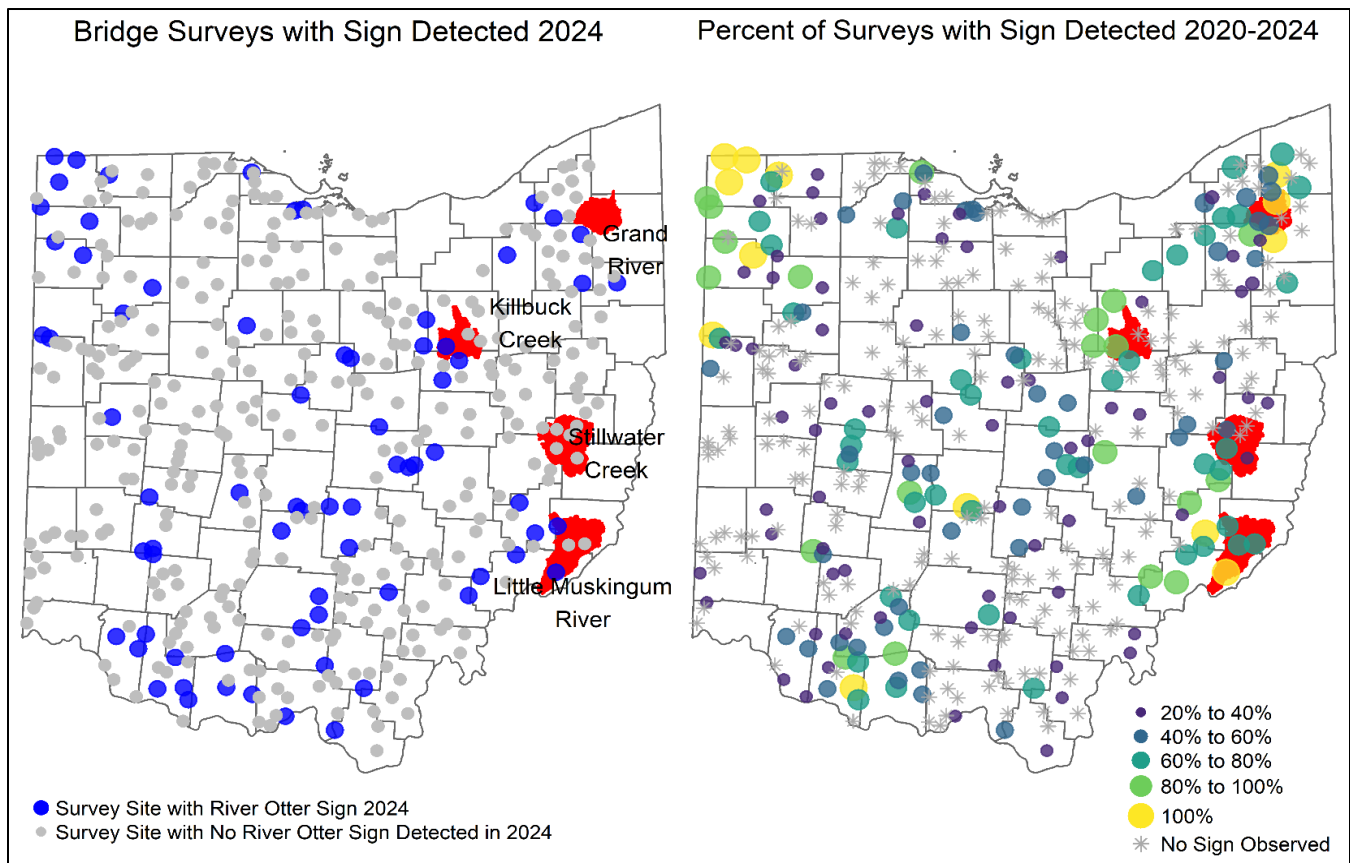 Bridge Surveys with Sign Detected 2024
Percent of Surveys with Sign Detected 2020-2024
Grand
River
Killbuck
Creek
Stillwater
Creek
Little Muskingum
River
Survey Site with River Otter Sign 2024
Survey Site with No River Otter Sign Detected in 2024
20% to 40%
40% to 60%
60% to 80%
80% to 100%
100%
No Sign Observed